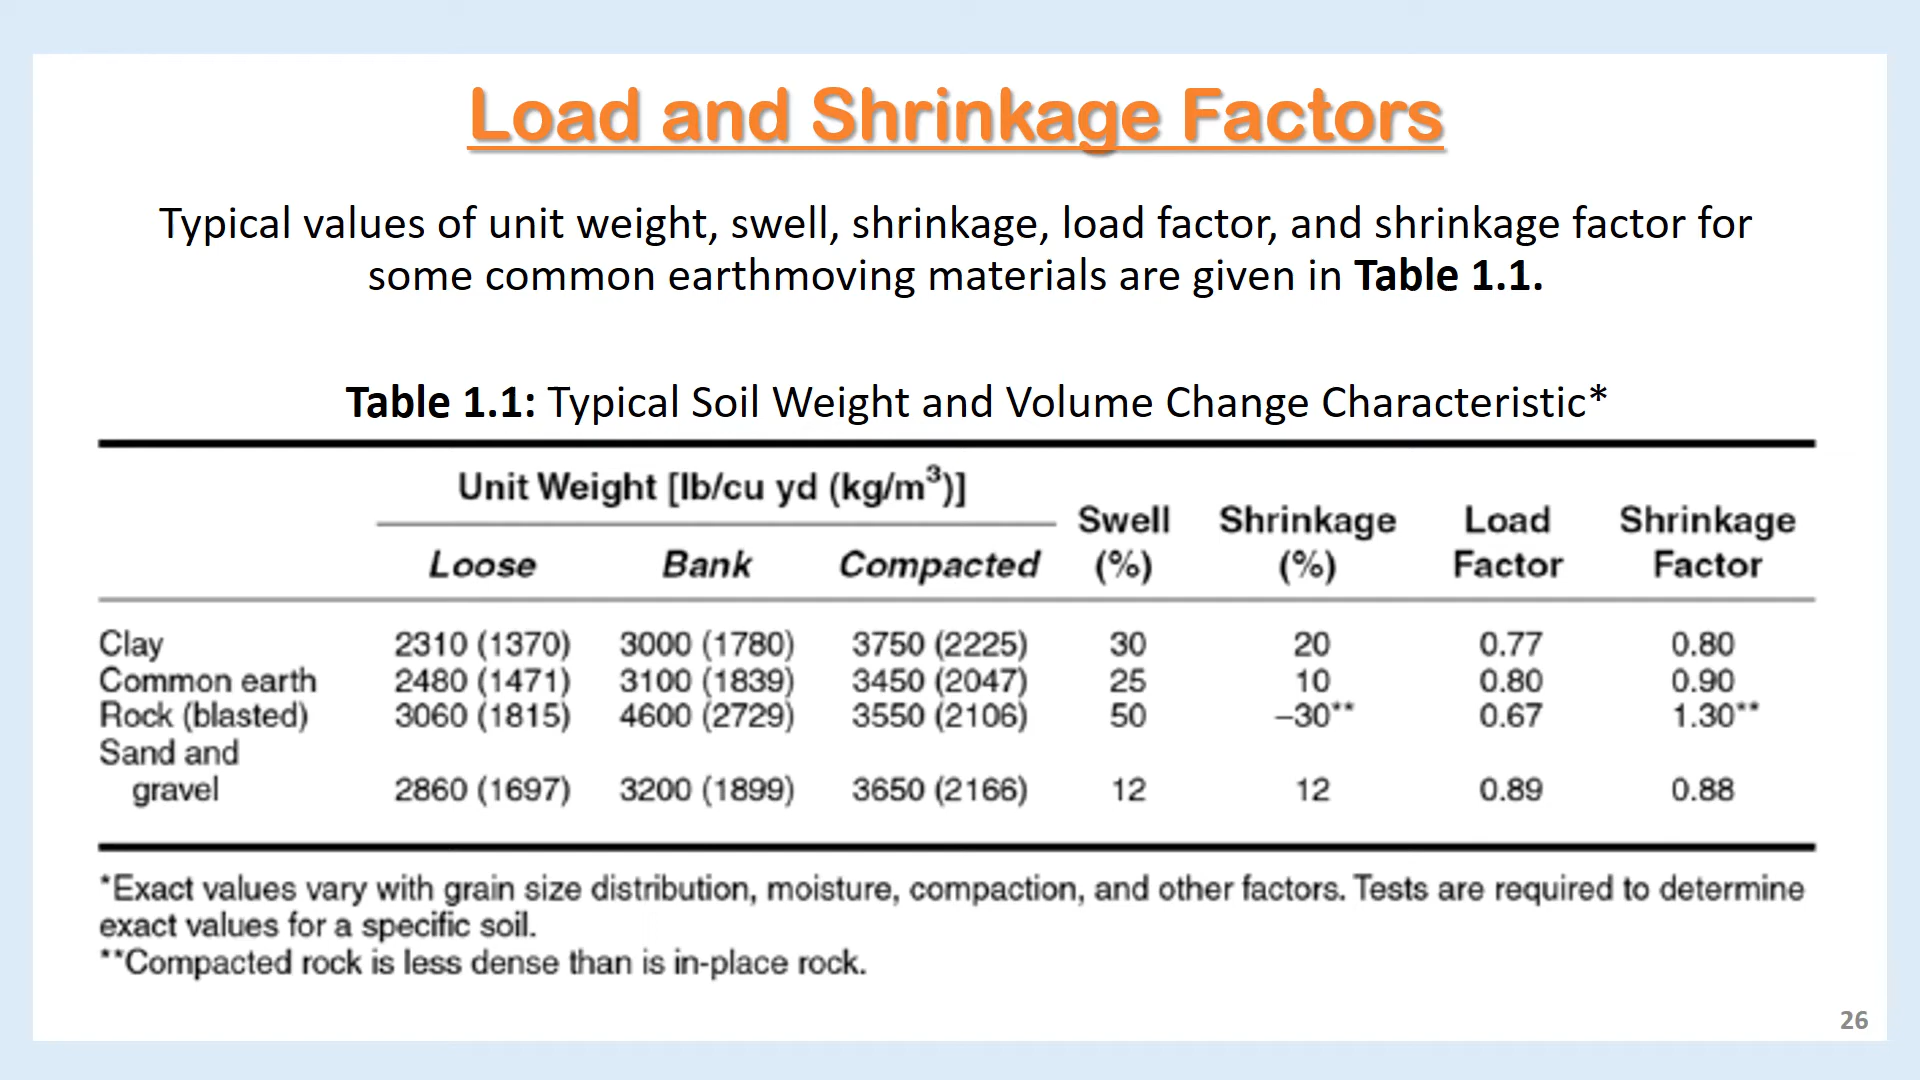 Load and Shrinkage Factors
Typical values of unit weight, swell, shrinkage, load factor, and shrinkage factor for
some common earthmoving materials are given in Table 1.1.
Table 1.1: Typical Soil Weight and Volume Change Characteristic*
Unit Weight [lb/cu yd (kg/m³)]
Loose Bank Compacted Swell (%) Shrinkage (%) Load Factor Shrinkage Factor
Clay 2310 (1370) 3000 (1780) 3750 (2225) 30 20 0.77 0.80
Common earth 2480 (1471) 3100 (1839) 3450 (2047) 25 10 0.80 0.90
Rock (blasted) 3060 (1815) 4600 (2729) 3550 (2106) 50 –30** 0.67 1.30**
Sand and
gravel 2860 (1697) 3200 (1899) 3650 (2166) 12 12 0.89 0.88
*Exact values vary with grain size distribution, moisture, compaction, and other factors. Tests are required to determine
exact values for a specific soil.
**Compacted rock is less dense than is in-place rock.
26